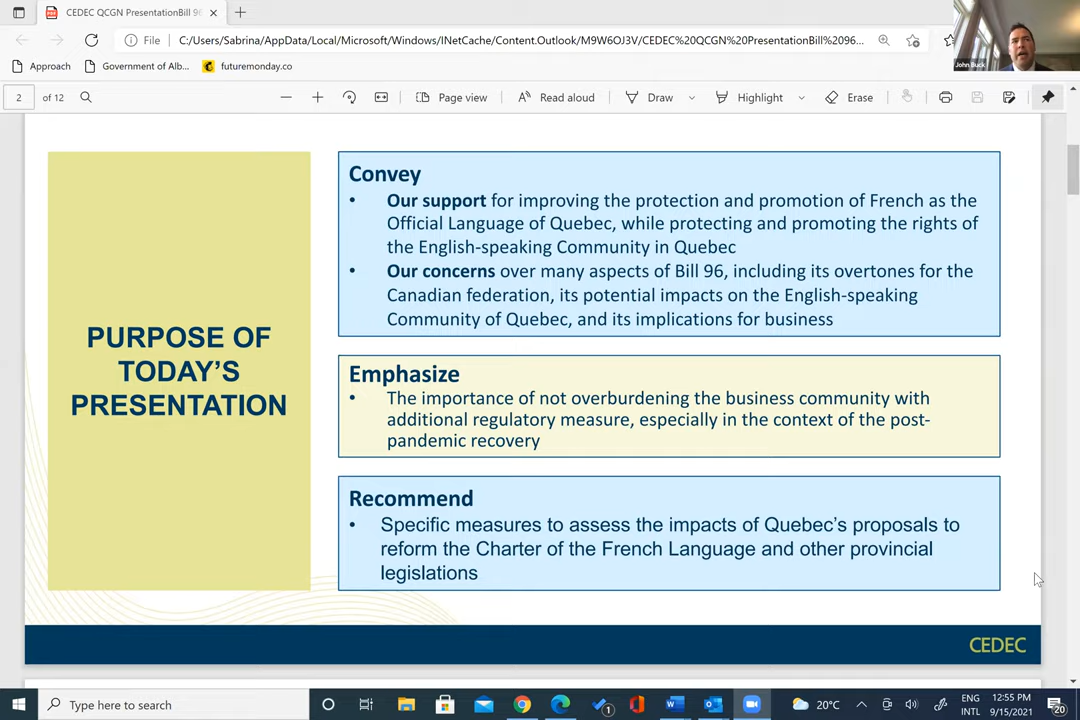 CEDEC QCGN PresentationBill 96
File
C:/Users/Sabrina/AppData/Local/Microsoft/Windows/INetCache/Content.Outlook/M9W6OJ3V/CEDEC%20QCGN%20PresentationBill%2096...
John Buck
Approach
Government of Alb...
futuremonday.co
2 of 12
Page view
Read aloud
Draw
Highlight
Erase
PURPOSE OF
TODAY'S
PRESENTATION
Convey
• Our support for improving the protection and promotion of French as the
Official Language of Quebec, while protecting and promoting the rights of
the English-speaking Community in Quebec
• Our concerns over many aspects of Bill 96, including its overtones for the
Canadian federation, its potential impacts on the English-speaking
Community of Quebec, and its implications for business
Emphasize
• The importance of not overburdening the business community with
additional regulatory measure, especially in the context of the post-
pandemic recovery
Recommend
• Specific measures to assess the impacts of Quebec's proposals to
reform the Charter of the French Language and other provincial
legislations
CEDEC
Type here to search
1
20°C
ENG
INTL
12:55 PM
9/15/2021
20